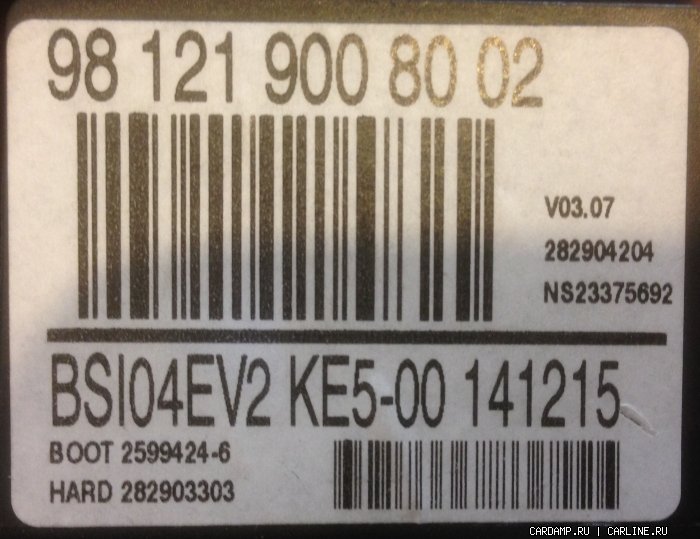 98 121 900 80 02
V03.07
282904204
NS23375692
BSI04EV2 KE5-00 141215
BOOT 2599424-6
HARD 282903303
CARDAMP.RU | CARLINE.RU